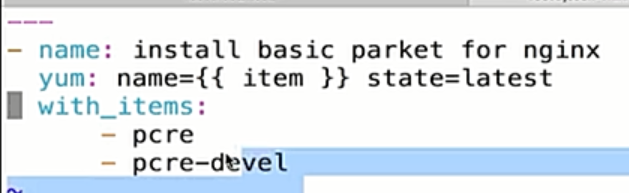 ---
- name: install basic parket for nginx
  yum: name={{ item }} state=latest
  with_items:
      - pcre
      - pcre-devel
~